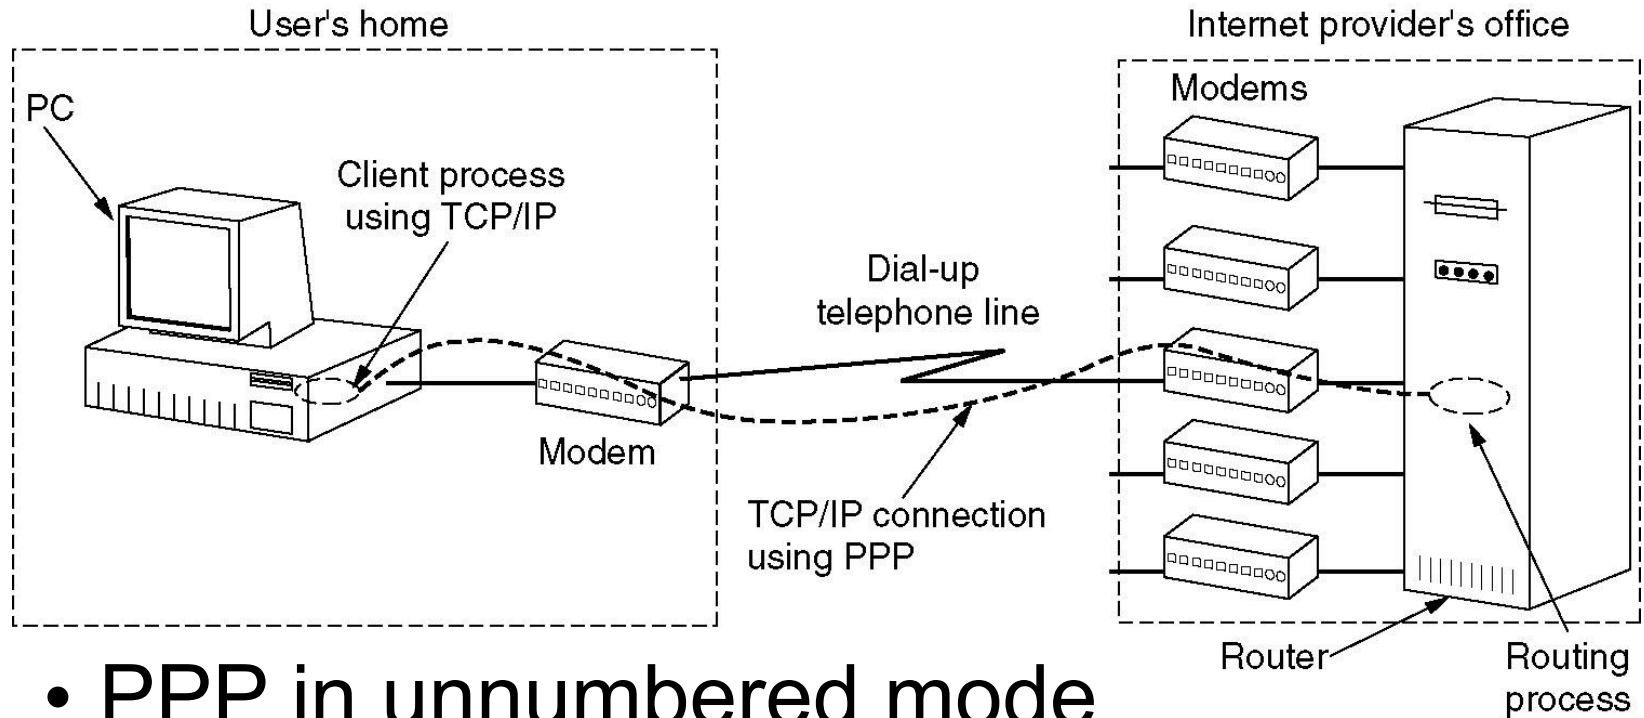 User's home
Internet provider's office
PC
Modems
Client process
using TCP/IP
Dial-up
telephone line
Modem
TCP/IP connection
using PPP
Router
Routing
process
• PPP in unnumbered mode